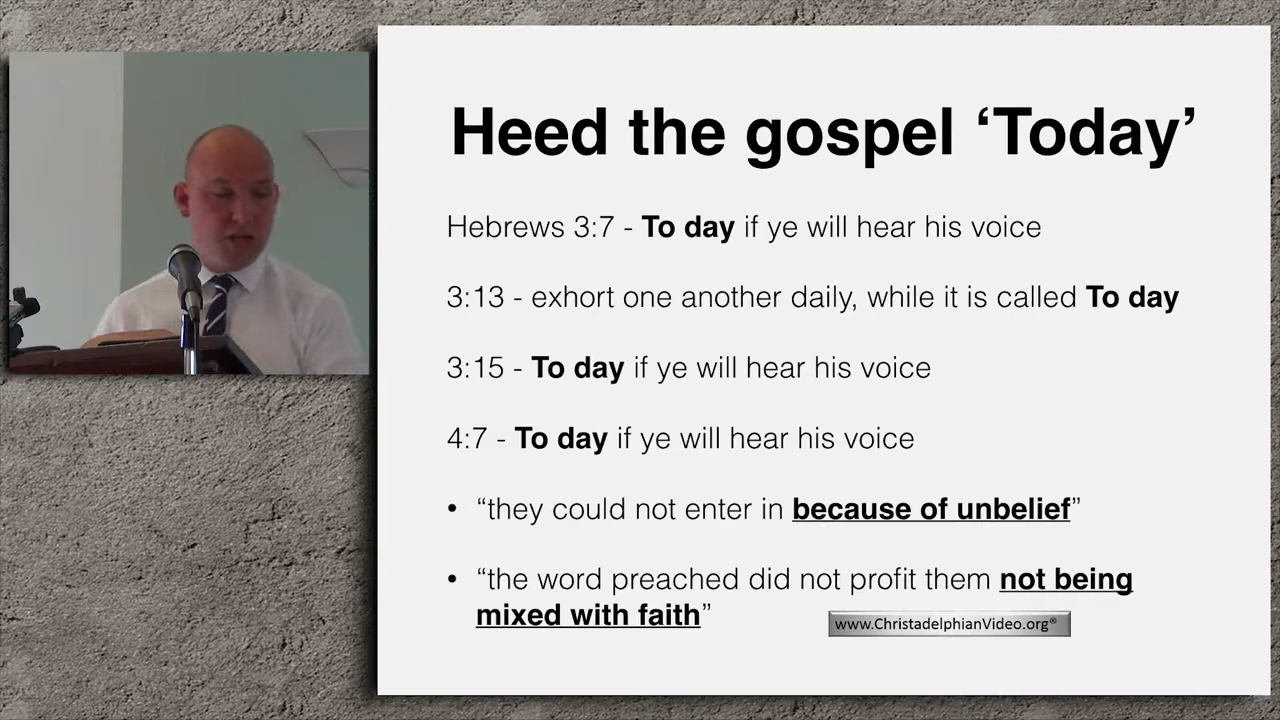 Heed the gospel ‘Today’
Hebrews 3:7 - To day if ye will hear his voice
3:13 - exhort one another daily, while it is called To day
3:15 - To day if ye will hear his voice
4:7 - To day if ye will hear his voice
• “they could not enter in because of unbelief”
• “the word preached did not profit them not being
mixed with faith”
www.ChristadelphianVideo.org®